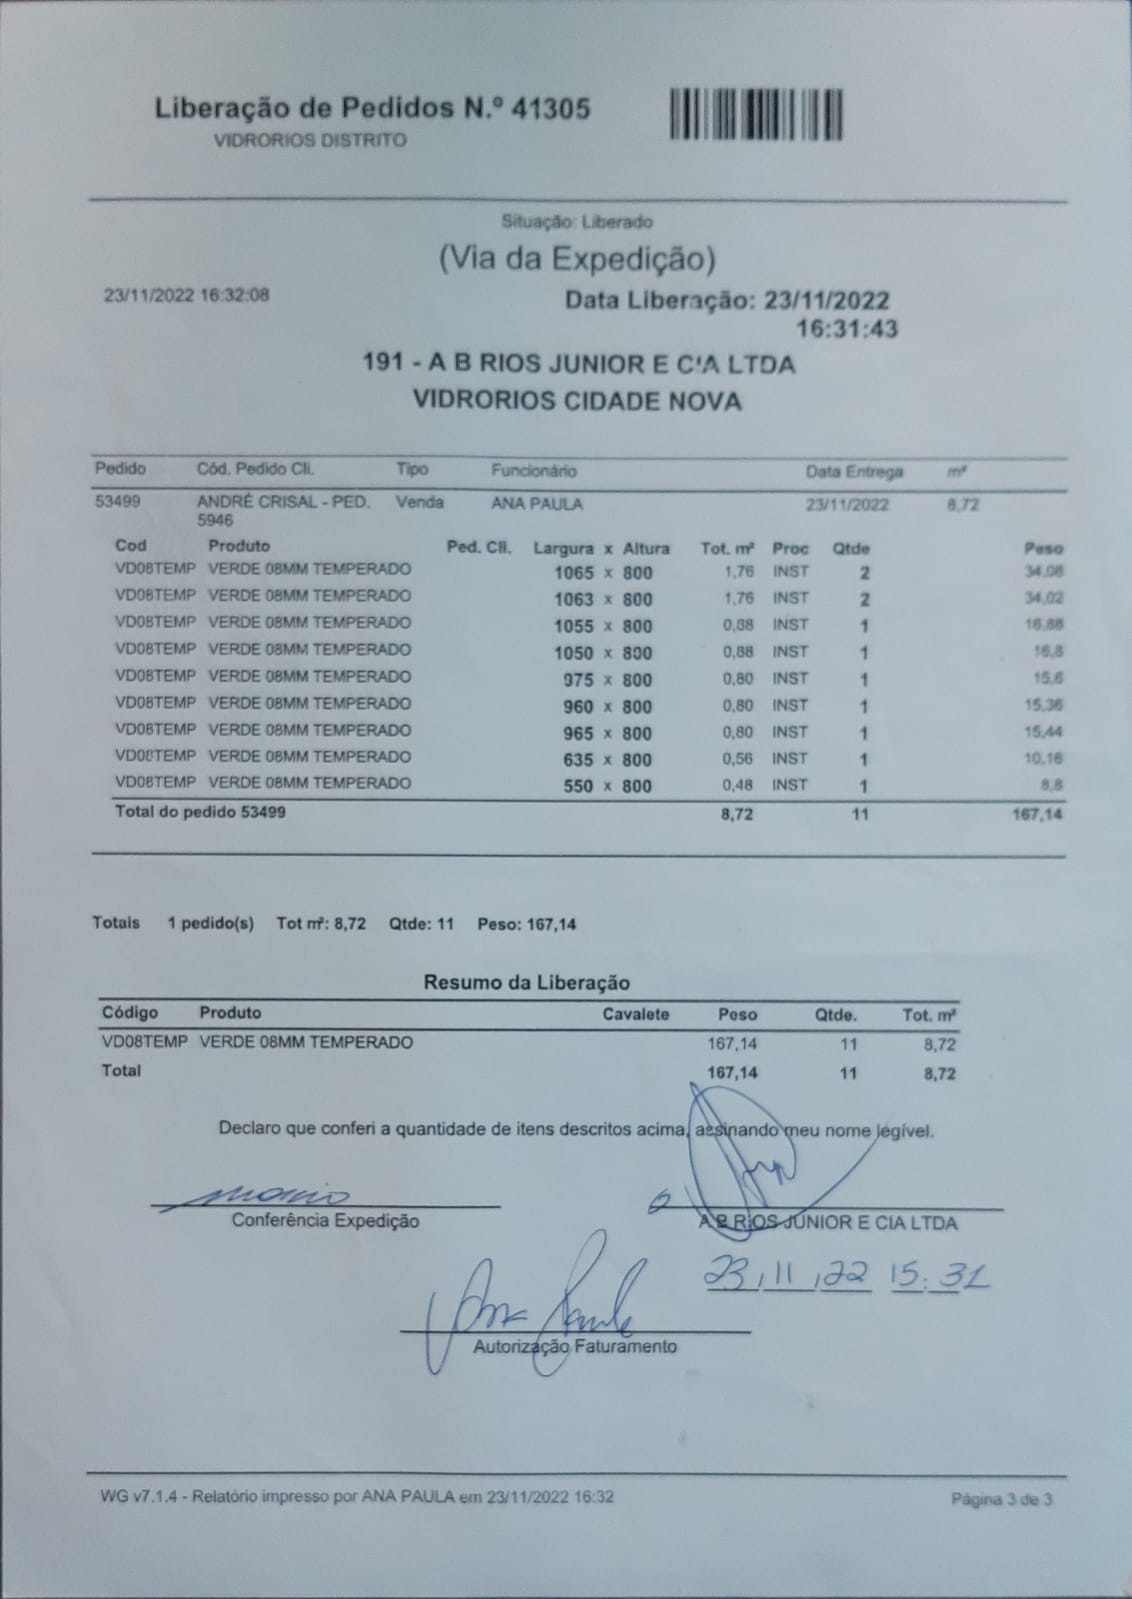 Liberação de Pedidos N.º 41305
VIDRORIOS DISTRITO
Situação: Liberado
(Via da Expedição)
23/11/2022 16:32:08
Data Liberação: 23/11/2022
16:31:43
191 - A B RIOS JUNIOR E CIA LTDA
VIDRORIOS CIDADE NOVA
Pedido Cód. Pedido Cli. Tipo Funcionário Data Entrega m²
53499 ANDRÉ CRISAL - PED. Venda ANA PAULA 23/11/2022 8,72
5946
Cod Produto Ped. Cli. Largura x Altura Tot. m² Proc Qtde Peso
VD08TEMP VERDE 08MM TEMPERADO 1065 x 800 1,76 INST 2 34,08
VD08TEMP VERDE 08MM TEMPERADO 1063 x 800 1,76 INST 2 34,02
VD08TEMP VERDE 08MM TEMPERADO 1055 x 800 0,88 INST 1 16,88
VD08TEMP VERDE 08MM TEMPERADO 1050 x 800 0,88 INST 1 16,8
VD08TEMP VERDE 08MM TEMPERADO 975 x 800 0,80 INST 1 15,6
VD08TEMP VERDE 08MM TEMPERADO 960 x 800 0,80 INST 1 15,36
VD08TEMP VERDE 08MM TEMPERADO 965 x 800 0,80 INST 1 15,44
VD08TEMP VERDE 08MM TEMPERADO 635 x 800 0,56 INST 1 10,16
VD08TEMP VERDE 08MM TEMPERADO 550 x 800 0,48 INST 1 8,8
Total do pedido 53499 8,72 11 167,14
Totais 1 pedido(s) Tot m²: 8,72 Qtde: 11 Peso: 167,14
Resumo da Liberação
Código Produto Cavalete Peso Qtde. Tot. m²
VD08TEMP VERDE 08MM TEMPERADO 167,14 11 8,72
Total 167,14 11 8,72
Declaro que conferi a quantidade de itens descritos acima, assinando meu nome legível.
Conferência Expedição
A B RIOS JUNIOR E CIA LTDA
23/11/22 15:31
Ana Paula
Autorização Faturamento
WG v7.1.4 - Relatório impresso por ANA PAULA em 23/11/2022 16:32
Página 3 de 3